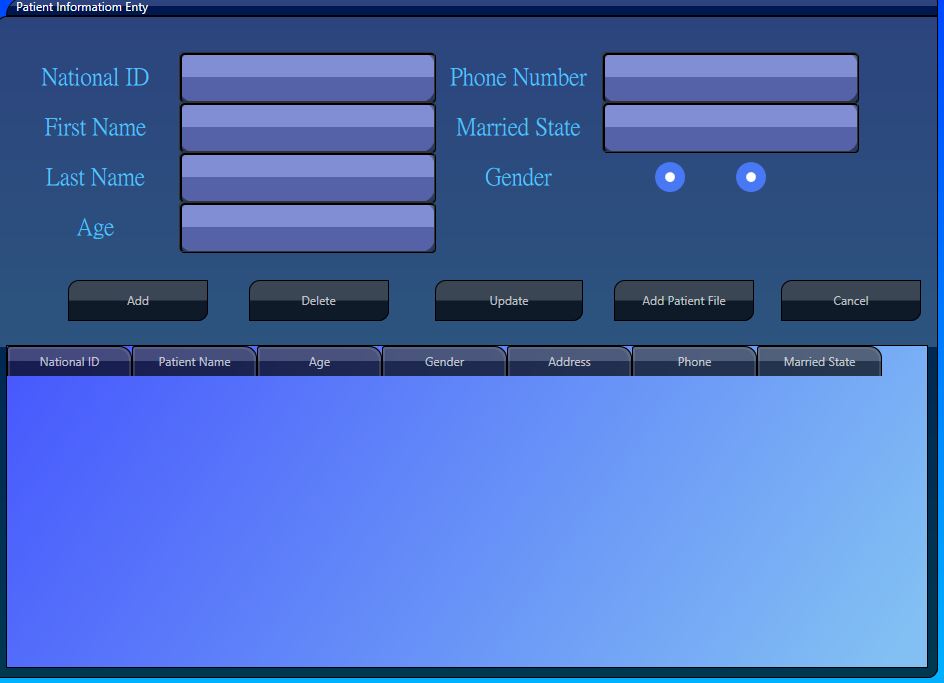 Patient Informatiom Enty
National ID Phone Number
First Name Married State
Last Name Gender
Age
Add Delete Update Add Patient File Cancel
National ID Patient Name Age Gender Address Phone Married State